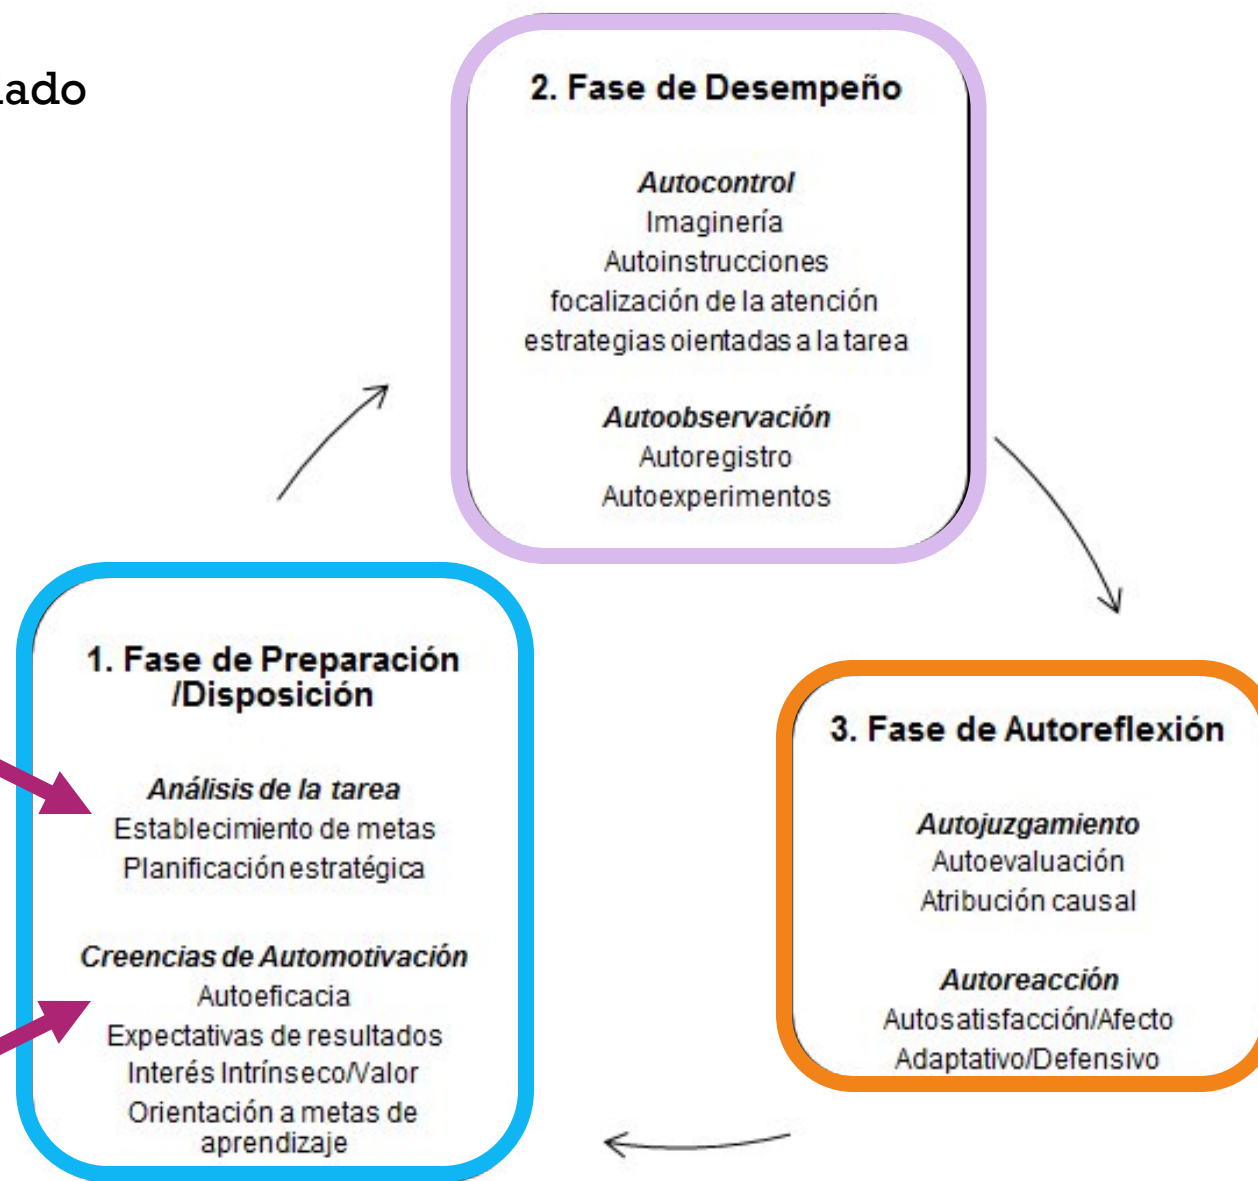 lado
2. Fase de Desempeño
Autocontrol
Imaginería
Autoinstrucciones
focalización de la atención
estrategias oientadas a la tarea
Autoobservación
Autoregistro
Autoexperimentos
1. Fase de Preparación
/Disposición
Análisis de la tarea
Establecimiento de metas
Planificación estratégica
Creencias de Automotivación
Autoeficacia
Expectativas de resultados
Interés Intrínseco/Valor
Orientación a metas de
aprendizaje
3. Fase de Autoreflexión
Autojuzgamiento
Autoevaluación
Atribución causal
Autoreacción
Autosatisfacción/Afecto
Adaptativo/Defensivo